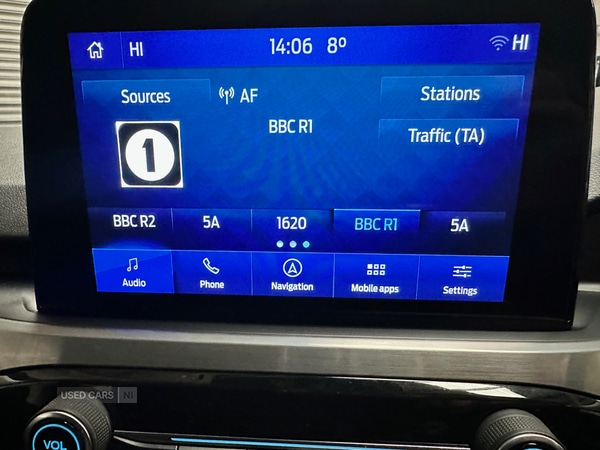 HI 14:06 8º HI
Sources AF Stations
BBC R1
Traffic (TA)
1
BBC R2 5A 1620 BBC R1 5A
Audio Phone Navigation Mobile apps Settings
USED CARS NI
VOL